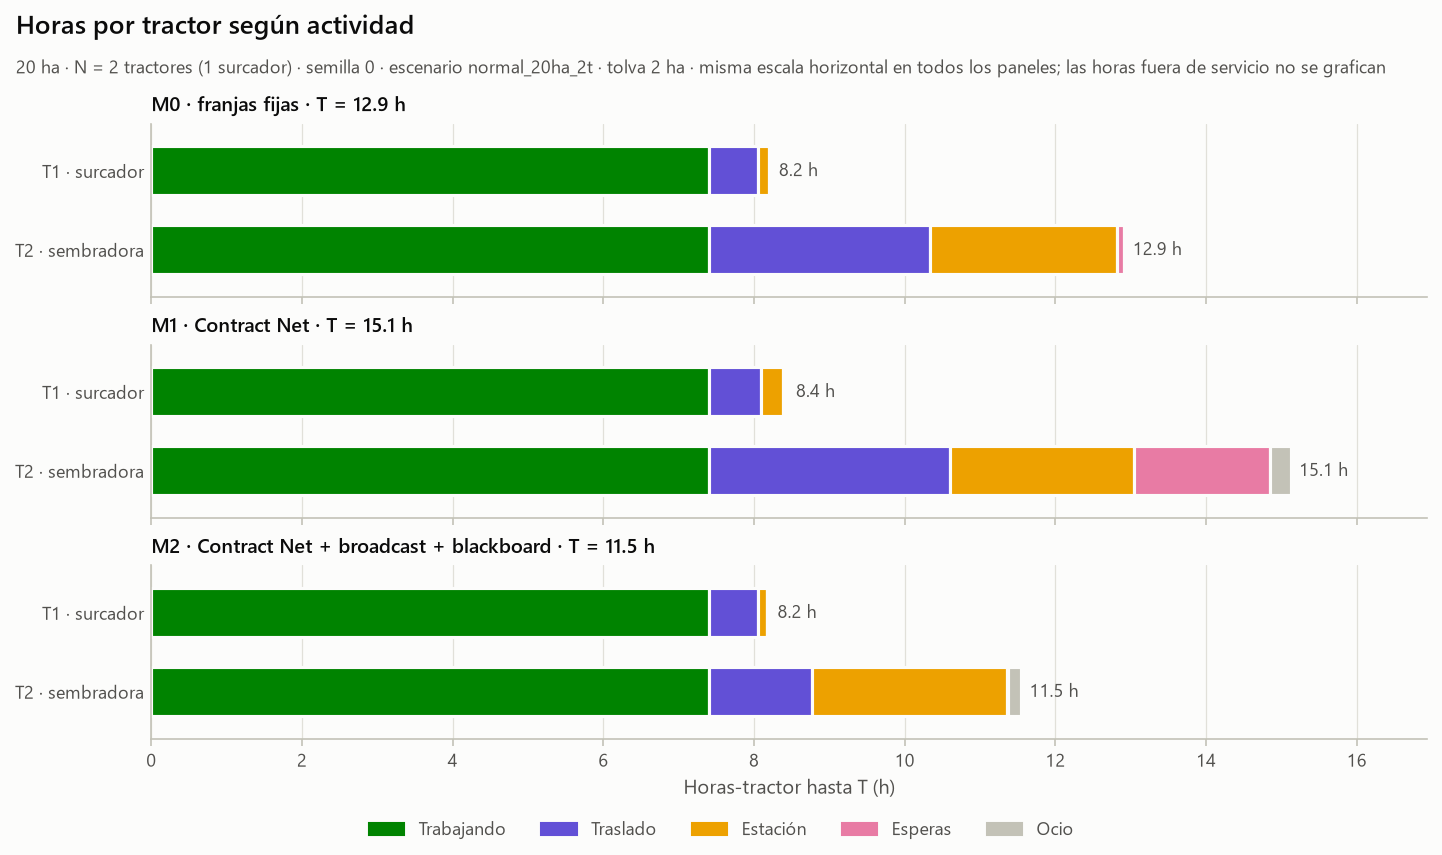 Horas por tractor según actividad
20 ha · N = 2 tractores (1 surcador) · semilla 0 · escenario normal_20ha_2t · tolva 2 ha · misma escala horizontal en todos los paneles; las horas fuera de servicio no se grafican
M0 · franjas fijas · T = 12.9 h
T1 · surcador
8.2 h
T2 · sembradora
12.9 h
M1 · Contract Net · T = 15.1 h
T1 · surcador
8.4 h
T2 · sembradora
15.1 h
M2 · Contract Net + broadcast + blackboard · T = 11.5 h
T1 · surcador
8.2 h
T2 · sembradora
11.5 h
0 2 4 6 8 10 12 14 16
Horas-tractor hasta T (h)
Trabajando Traslado Estación Esperas Ocio